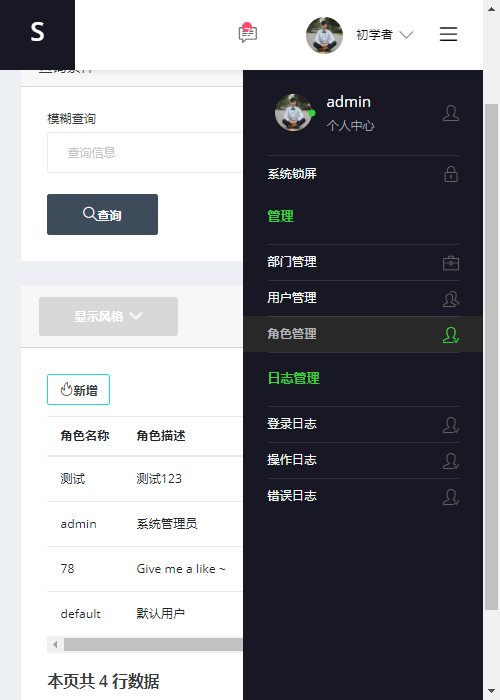 S
初学者
查询条件
模糊查询
查询信息
查询
显示风格
新增
角色名称 角色描述
测试 测试123
admin 系统管理员
78 Give me a like ~
default 默认用户
本页共 4 行数据
admin
个人中心
系统锁屏
管理
部门管理
用户管理
角色管理
日志管理
登录日志
操作日志
错误日志